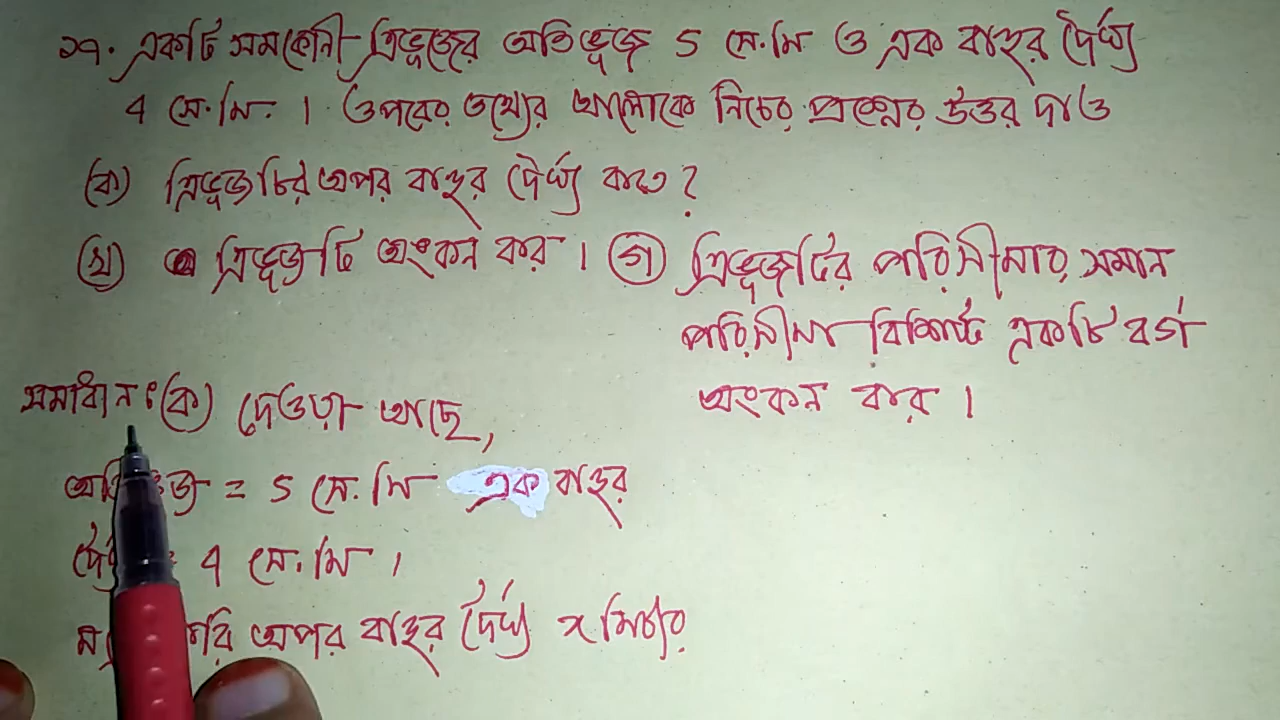 ১৭. একটি সমকোনী ত্রিভুজের অতিভুজ 5 সে.মি ও এক বাহুর দৈর্ঘ্য
4 সে.মি. । ওপরের তথ্যের আলোকে নিচের প্রশ্নের উত্তর দাও
(ক) ত্রিভুজটির অপর বাহুর দৈর্ঘ্য কত?
(খ) ত্রিভুজটি অংকন কর । (গ) ত্রিভুজটির পরিসীমার সমান
পরিসীমা বিশিষ্ট একটি বর্গ
অংকন কর ।
সমাধান ঃ (ক) দেওয়া আছে,
= 5 সে.মি এক বাহুর
4 সে.মি ।
অপর বাহুর দৈর্ঘ্য x মিটার